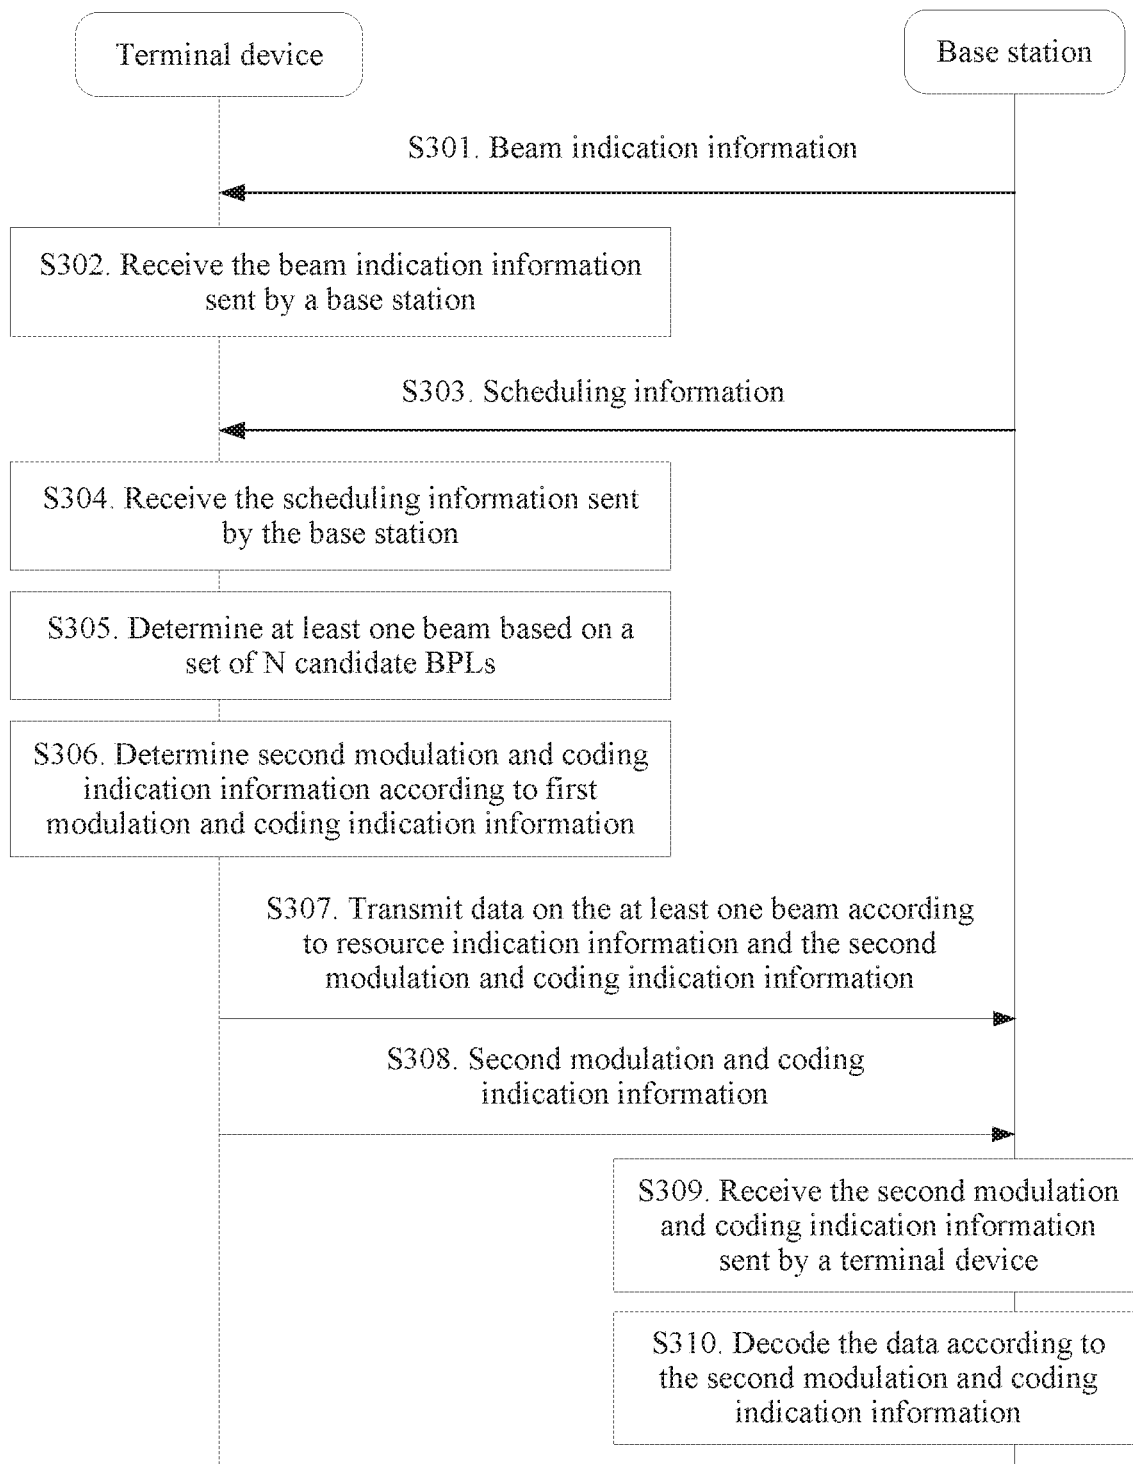 Terminal device
Base station
S301. Beam indication information
S302. Receive the beam indication information
sent by a base station
S303. Scheduling information
S304. Receive the scheduling information sent
by the base station
S305. Determine at least one beam based on a
set of N candidate BPLs
S306. Determine second modulation and coding
indication information according to first
modulation and coding indication information
S307. Transmit data on the at least one beam according
to resource indication information and the second
modulation and coding indication information
S308. Second modulation and coding
indication information
S309. Receive the second modulation
and coding indication information
sent by a terminal device
S310. Decode the data according to
the second modulation and coding
indication information